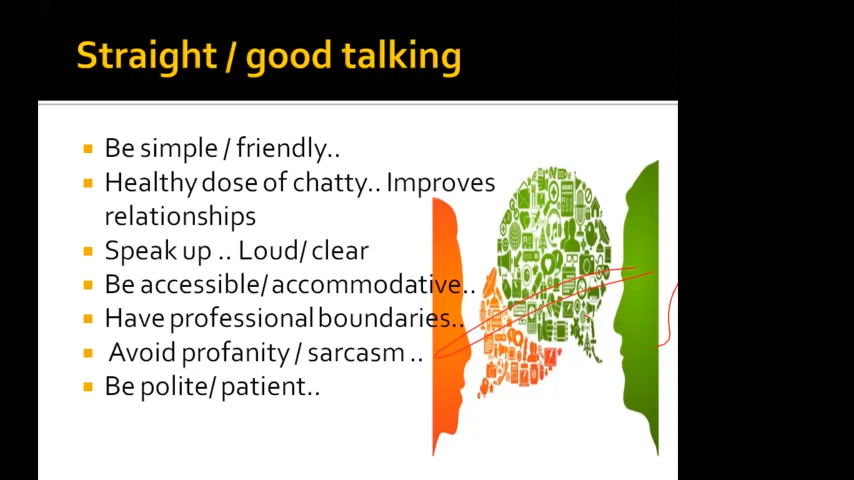 Straight / good talking
Be simple / friendly..
Healthy dose of chatty.. Improves
relationships
Speak up .. Loud/ clear
Be accessible/ accommodative..
Have professional boundaries..
Avoid profanity / sarcasm ..
Be polite/ patient..